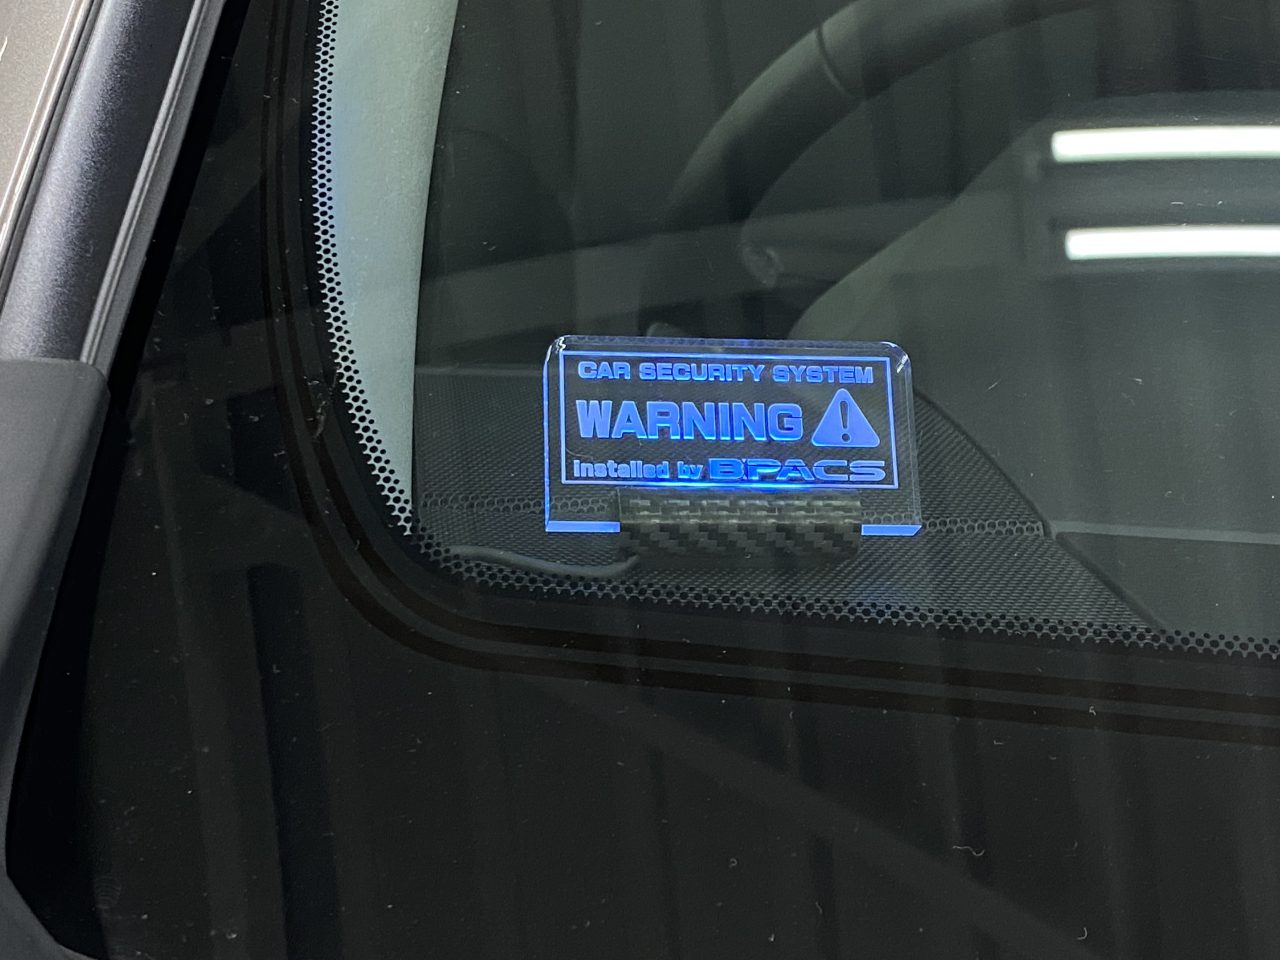 CAR SECURITY SYSTEM
WARNING
installed by BPACS